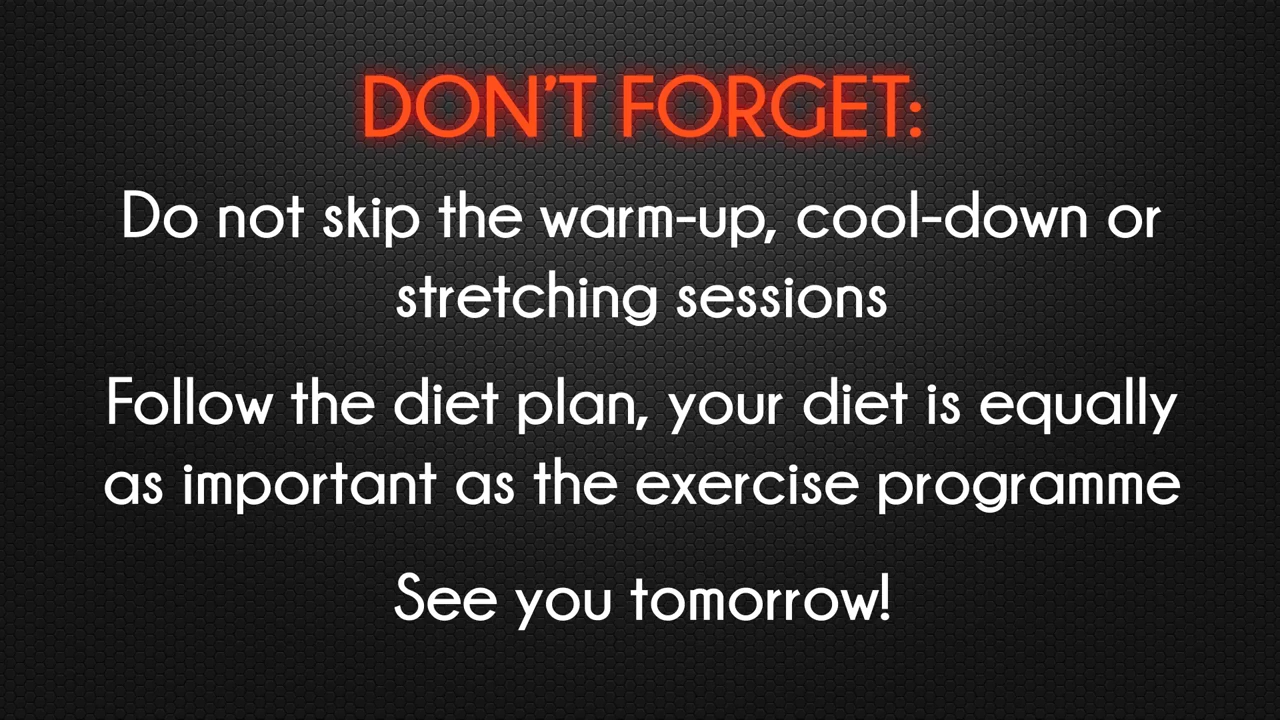 DON'T FORGET:
Do not skip the warm-up, cool-down or
stretching sessions
Follow the diet plan, your diet is equally
as important as the exercise programme
See you tomorrow!